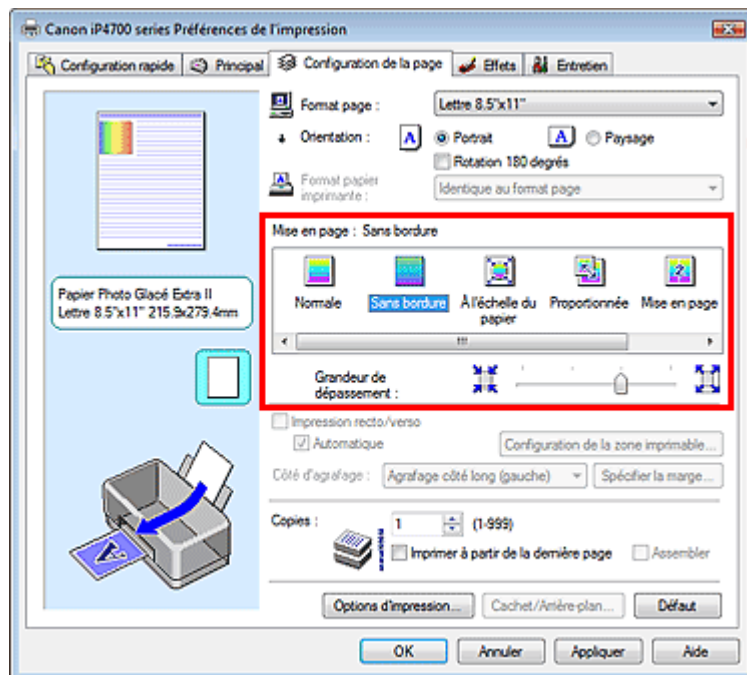 Canon iP4700 series Préférences de l'impression
Configuration rapide Principal Configuration de la page Effets Entretien
Format page : Lettre 8.5"x11"
Orientation : A Portrait A Paysage
Rotation 180 degrés
Format papier
imprimante : Identique au format page
Mise en page : Sans bordure
Normale Sans bordure À l'échelle du
papier Proportionnée Mise en page
Papier Photo Glacé Extra II
Lettre 8.5"x11" 215.9x279.4mm
Grandeur de
dépassement :
Impression recto/verso
Automatique Configuration de la zone imprimable...
Côté d'agrafage : Agrafage côté long (gauche) Spécifier la marge...
Copies : 1 (1-999)
Imprimer à partir de la dernière page Assembler
Options d'impression... Cachet/Arrière-plan... Défaut
OK Annuler Appliquer Aide